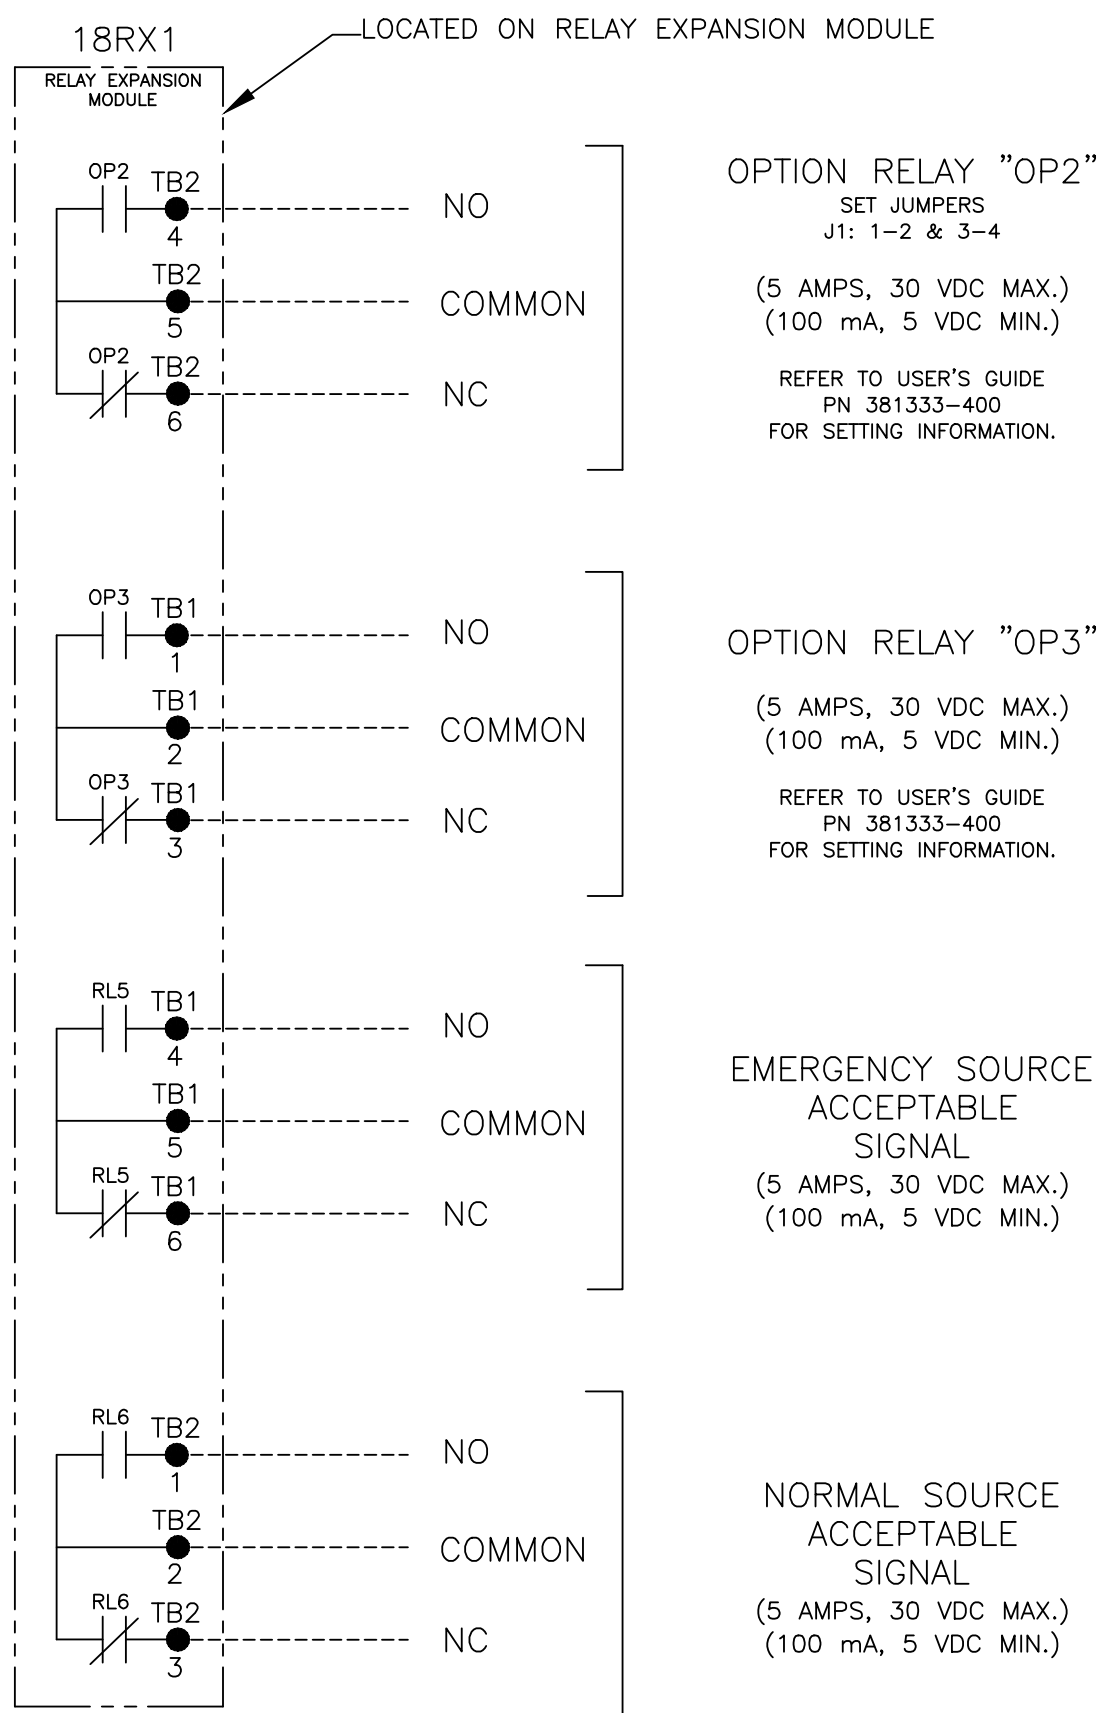 18RX1
LOCATED ON RELAY EXPANSION MODULE
RELAY EXPANSION
MODULE
OP2 TB2
4
NO
TB2
5
COMMON
OP2 TB2
6
NC
OPTION RELAY "OP2"
SET JUMPERS
J1: 1-2 & 3-4
(5 AMPS, 30 VDC MAX.)
(100 mA, 5 VDC MIN.)
REFER TO USER'S GUIDE
PN 381333-400
FOR SETTING INFORMATION.
OP3 TB1
1
NO
TB1
2
COMMON
OP3 TB1
3
NC
OPTION RELAY "OP3"
(5 AMPS, 30 VDC MAX.)
(100 mA, 5 VDC MIN.)
REFER TO USER'S GUIDE
PN 381333-400
FOR SETTING INFORMATION.
RL5 TB1
4
NO
TB1
5
COMMON
RL5 TB1
6
NC
EMERGENCY SOURCE
ACCEPTABLE
SIGNAL
(5 AMPS, 30 VDC MAX.)
(100 mA, 5 VDC MIN.)
RL6 TB2
1
NO
TB2
2
COMMON
RL6 TB2
3
NC
NORMAL SOURCE
ACCEPTABLE
SIGNAL
(5 AMPS, 30 VDC MAX.)
(100 mA, 5 VDC MIN.)